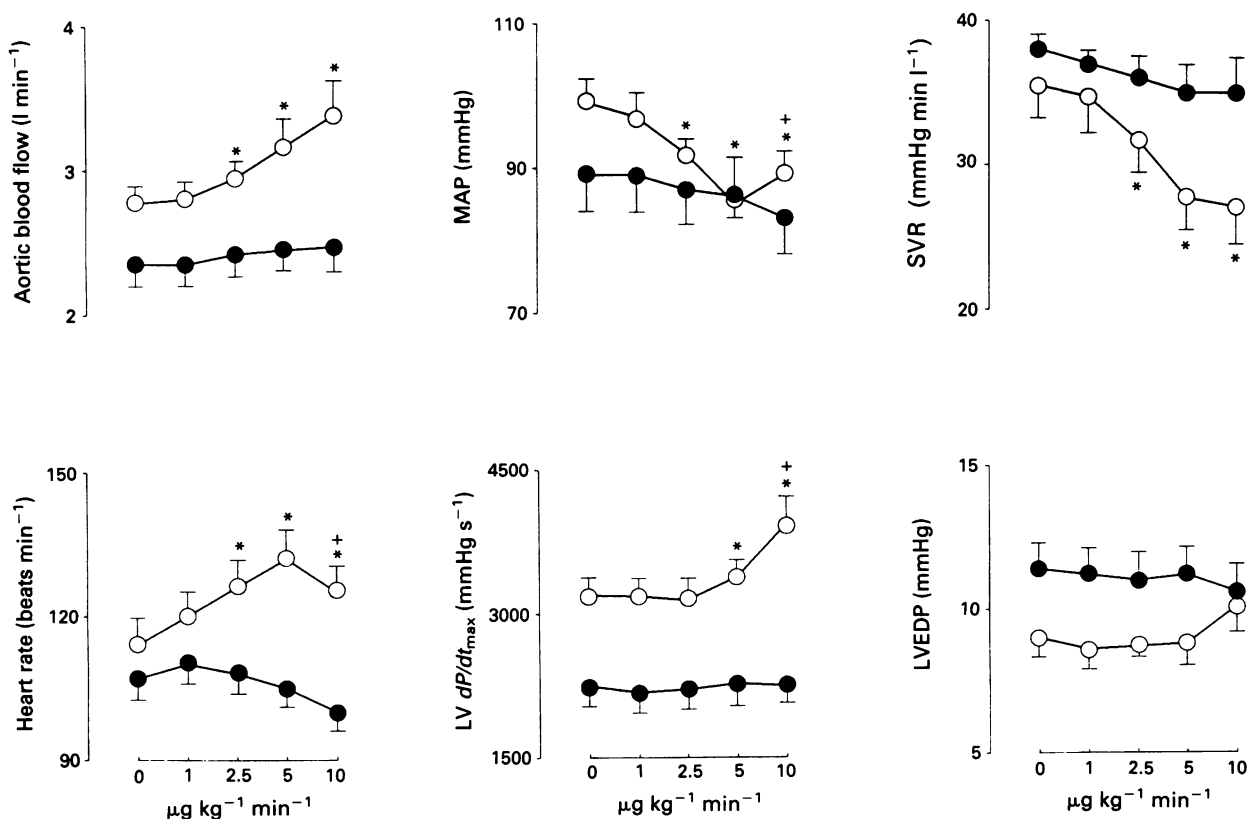 Aortic blood flow (l min⁻¹)
4
3
2
*
*
*
MAP (mmHg)
110
90
70
*
*
+
*
SVR (mmHg min l⁻¹)
40
30
20
*
*
*
Heart rate (beats min⁻¹)
150
120
90
*
*
+
*
0 1 2.5 5 10
μg kg⁻¹ min⁻¹
LV dP/dtmax (mmHg s⁻¹)
4500
3000
1500
*
+
*
0 1 2.5 5 10
μg kg⁻¹ min⁻¹
LVEDP (mmHg)
15
10
5
0 1 2.5 5 10
μg kg⁻¹ min⁻¹